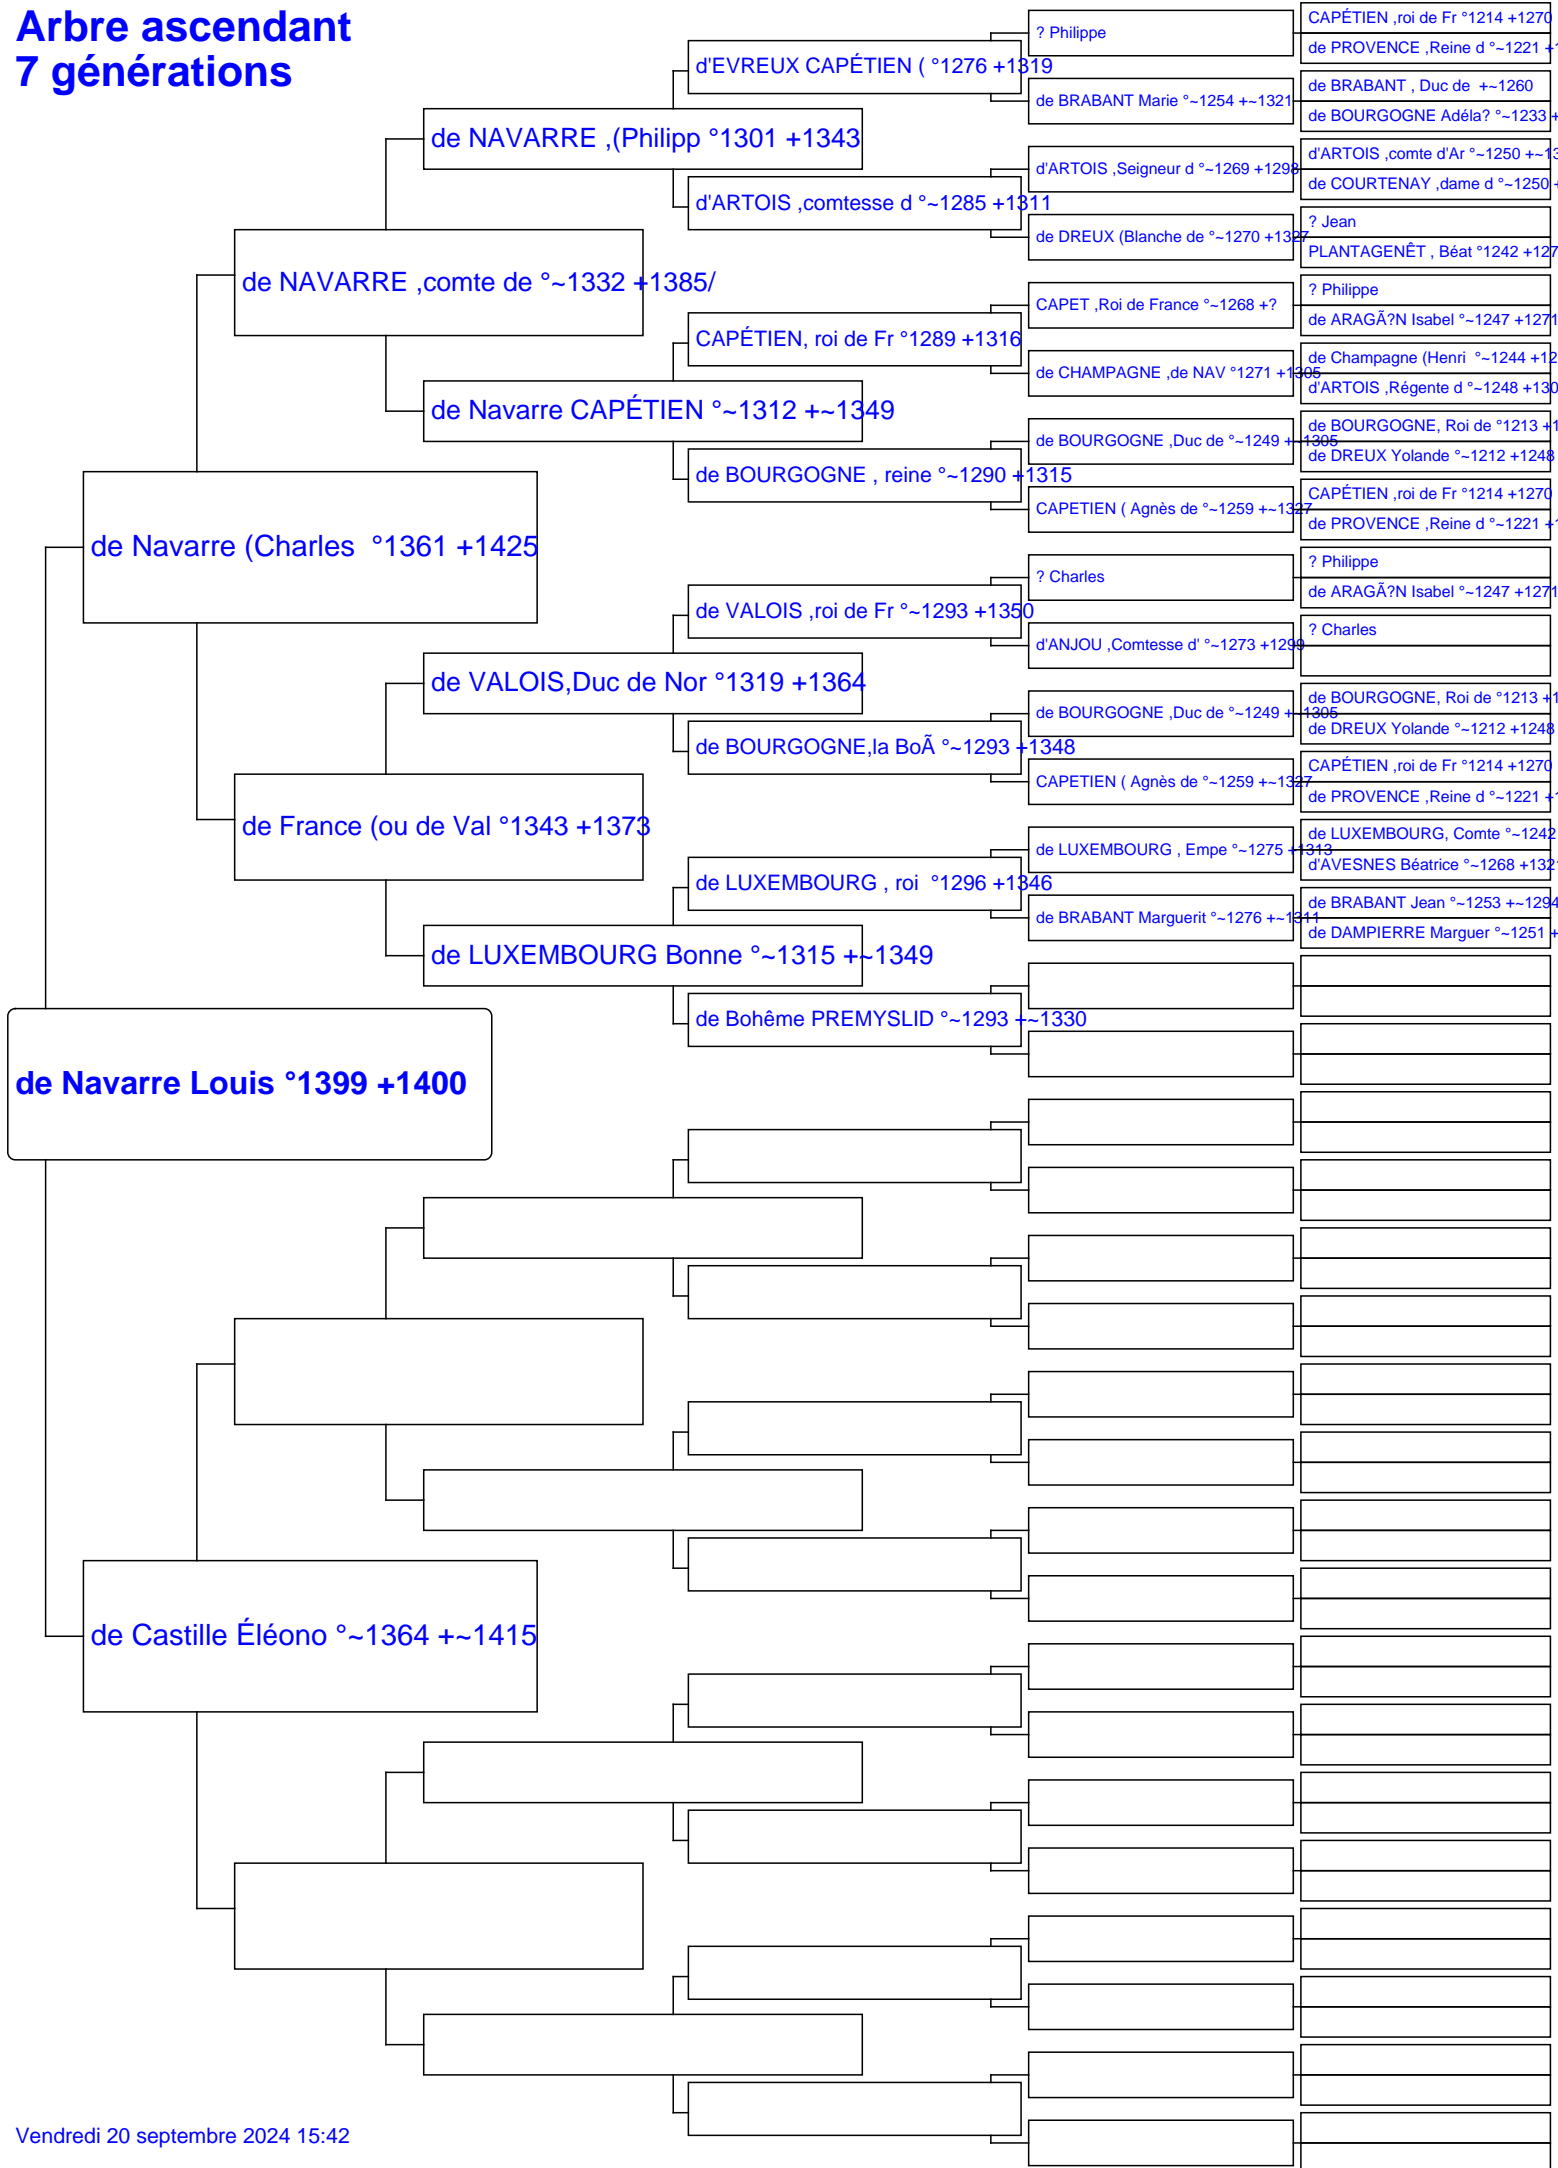 Arbre ascendant
7 générations
de Navarre Louis °1399 +1400
de Navarre (Charles °1361 +1425
de Castille Éléono °~1364 +~1415
de NAVARRE ,comte de °~1332 +1385/
de France (ou de Val °1343 +1373
de NAVARRE ,(Philipp °1301 +1343
de Navarre CAPÉTIEN °~1312 +~1349
de VALOIS,Duc de Nor °1319 +1364
de LUXEMBOURG Bonne °~1315 +~1349
d'EVREUX CAPÉTIEN ( °1276 +1319
d'ARTOIS ,comtesse d °~1285 +1311
CAPÉTIEN, roi de Fr °1289 +1316
de BOURGOGNE , reine °~1290 +1315
de VALOIS ,roi de Fr °~1293 +1350
de BOURGOGNE,la BoÃ °~1293 +1348
de LUXEMBOURG , roi °1296 +1346
de Bohême PREMYSLID °~1293 +~1330
? Philippe
de BRABANT Marie °~1254 +~1321
d'ARTOIS ,Seigneur d °~1269 +1298
de DREUX (Blanche de °~1270 +1327
CAPET ,Roi de France °~1268 +?
de CHAMPAGNE ,de NAV °1271 +1305
de BOURGOGNE ,Duc de °~1249 +~1305
CAPETIEN ( Agnès de °~1259 +~1327
? Charles
d'ANJOU ,Comtesse d' °~1273 +1299
de BOURGOGNE ,Duc de °~1249 +~1305
CAPETIEN ( Agnès de °~1259 +~1327
de LUXEMBOURG , Empe °~1275 +1313
de BRABANT Marguerit °~1276 +~1311
CAPÉTIEN ,roi de Fr °1214 +1270
de PROVENCE ,Reine d °~1221 +1
de BRABANT , Duc de +~1260
de BOURGOGNE Adéla? °~1233 +
d'ARTOIS ,comte d'Ar °~1250 +~13
de COURTENAY ,dame d °~1250 +
? Jean
PLANTAGENÊT , Béat °1242 +127
? Philippe
de ARAGÃ?N Isabel °~1247 +1271
de Champagne (Henri °~1244 +12
d'ARTOIS ,Régente d °~1248 +130
de BOURGOGNE, Roi de °1213 +1
de DREUX Yolande °~1212 +1248
CAPÉTIEN ,roi de Fr °1214 +1270
de PROVENCE ,Reine d °~1221 +1
? Philippe
de ARAGÃ?N Isabel °~1247 +1271
? Charles
de BOURGOGNE, Roi de °1213 +1
de DREUX Yolande °~1212 +1248
CAPÉTIEN ,roi de Fr °1214 +1270
de PROVENCE ,Reine d °~1221 +1
de LUXEMBOURG, Comte °~1242
d'AVESNES Béatrice °~1268 +1321
de BRABANT Jean °~1253 +~1294
de DAMPIERRE Marguer °~1251 +
Vendredi 20 septembre 2024 15:42